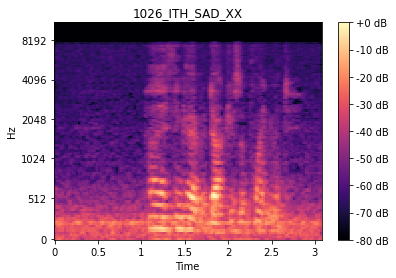 1026_ITH_SAD_XX
+0 dB
8192
-10 dB
4096
-20 dB
-30 dB
2048
Hz
-40 dB
1024
-50 dB
512
-60 dB
-70 dB
0
-80 dB
0 0.5 1 1.5 2 2.5 3
Time